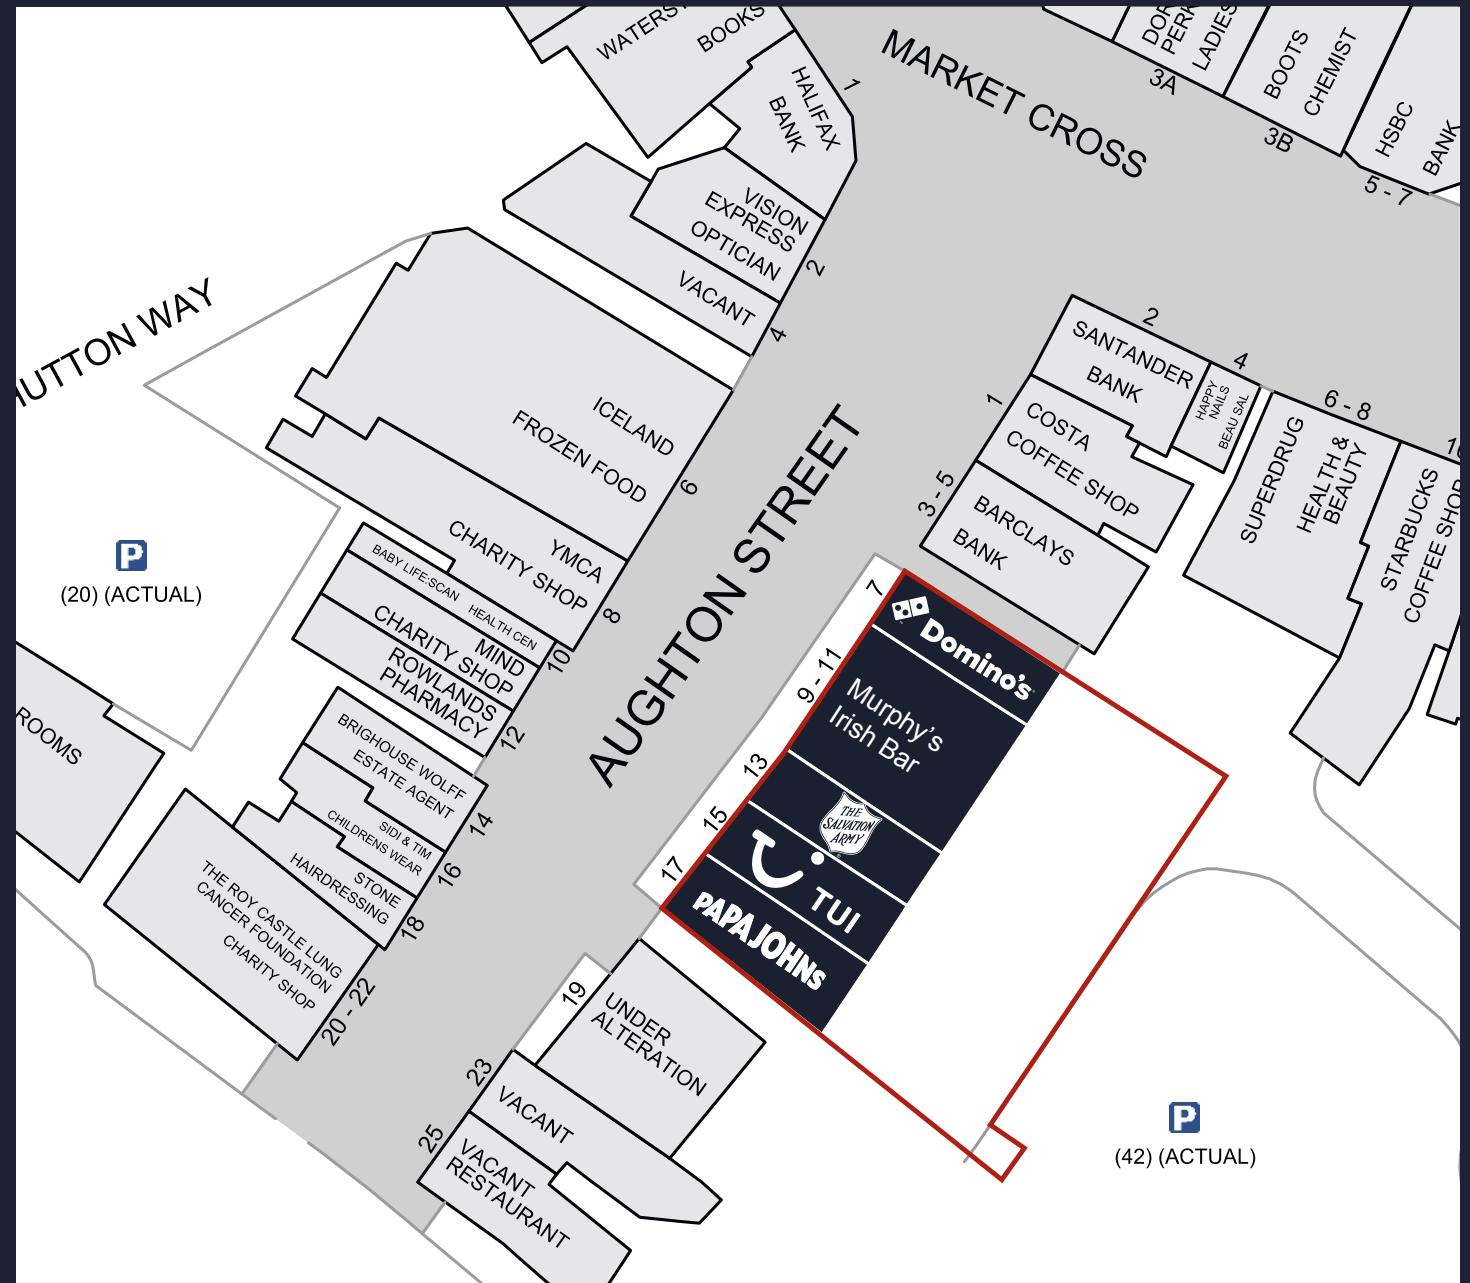 BOOKS
HALIFAX
BANK
1
MARKET CROSS
LADIES
3A
BOOTS
CHEMIST
3B
HSBC
BANK
5 - 7
VISION
EXPRESS
OPTICIAN
2
VACANT
4
HUTTON WAY
ICELAND
FROZEN FOOD
6
YMCA
CHARITY SHOP
8
BABY LIFE:SCAN HEALTH CEN
10
MIND
CHARITY SHOP
ROWLANDS
PHARMACY
12
BRIGHOUSE WOLFF
ESTATE AGENT
14
SIDI & TIM
CHILDRENS WEAR
16
STONE
HAIRDRESSING
18
THE ROY CASTLE LUNG
CANCER FOUNDATION
CHARITY SHOP
20 - 22
ROOMS
P
(20) (ACTUAL)
AUGHTON STREET
2
SANTANDER
BANK
4
HAPPY
NAILS
BEAU SAL
6 - 8
SUPERDRUG
HEALTH &
BEAUTY
STARBUCKS
COFFEE SHOP
1
COSTA
COFFEE SHOP
3 - 5
BARCLAYS
BANK
7
Domino's
9 - 11
Murphy's
Irish Bar
13
THE
SALVATION
ARMY
15
TUI
17
PAPA JOHNS
19
UNDER
ALTERATION
23
VACANT
25
VACANT
RESTAURANT
P
(42) (ACTUAL)